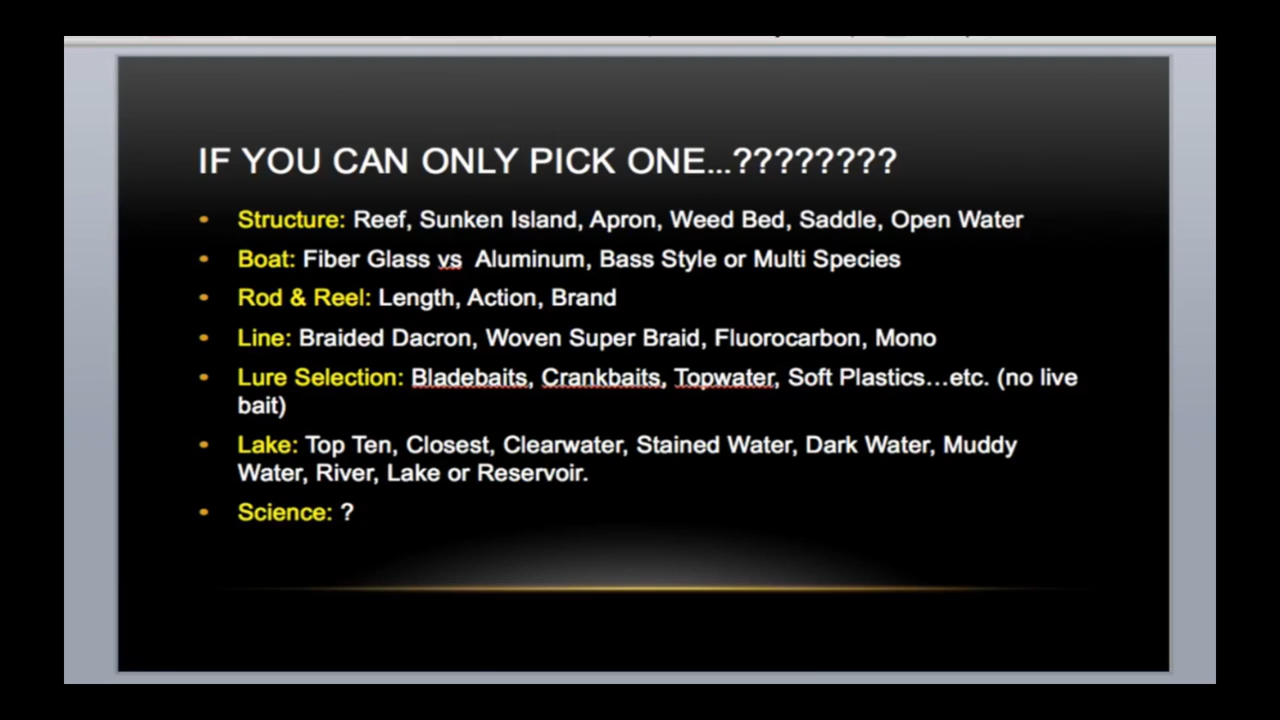 IF YOU CAN ONLY PICK ONE...????????
• Structure: Reef, Sunken Island, Apron, Weed Bed, Saddle, Open Water
• Boat: Fiber Glass vs  Aluminum, Bass Style or Multi Species
• Rod & Reel: Length, Action, Brand
• Line: Braided Dacron, Woven Super Braid, Fluorocarbon, Mono
• Lure Selection: Bladebaits, Crankbaits, Topwater, Soft Plastics…etc. (no live
bait)
• Lake: Top Ten, Closest, Clearwater, Stained Water, Dark Water, Muddy
Water, River, Lake or Reservoir.
• Science: ?